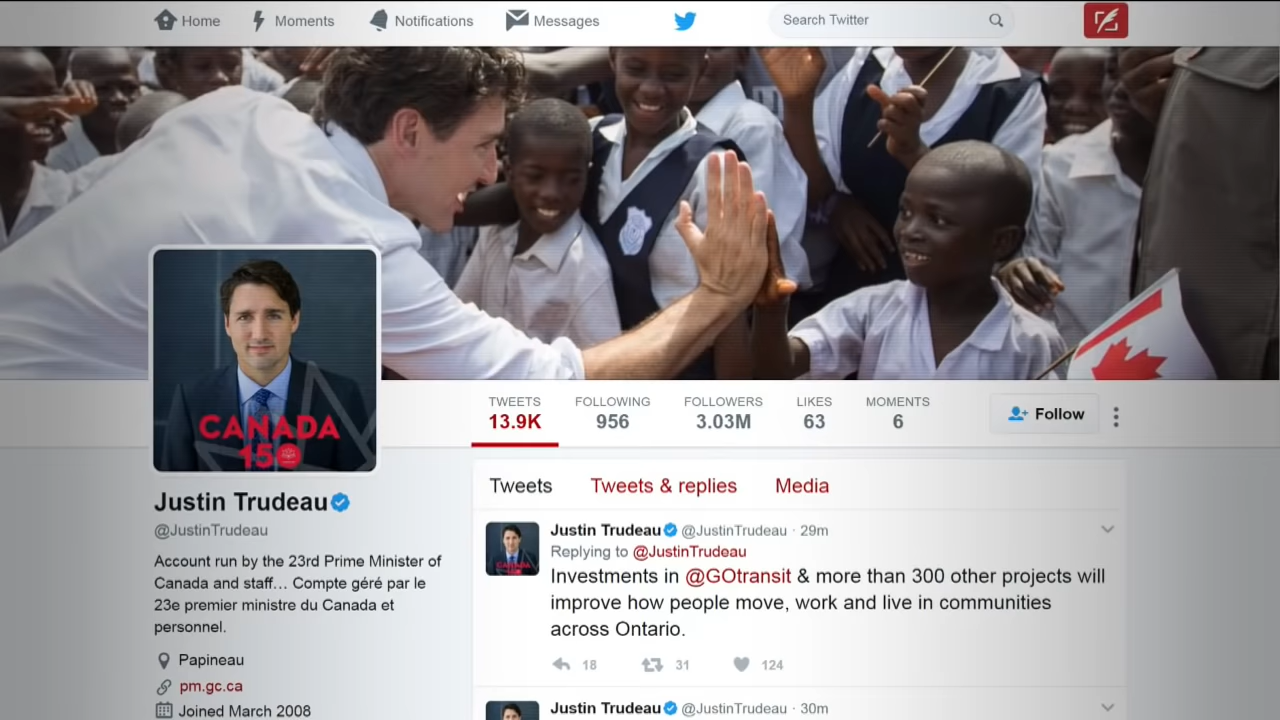 Home
Moments
Notifications
Messages
Search Twitter
CANADA
150
TWEETS
13.9K
FOLLOWING
956
FOLLOWERS
3.03M
LIKES
63
MOMENTS
6
Follow
Justin Trudeau
@JustinTrudeau
Account run by the 23rd Prime Minister of
Canada and staff... Compte géré par le
23e premier ministre du Canada et
personnel.
Papineau
pm.gc.ca
Joined March 2008
Tweets Tweets & replies Media
Justin Trudeau @JustinTrudeau · 29m
Replying to @JustinTrudeau
Investments in @GOtransit & more than 300 other projects will
improve how people move, work and live in communities
across Ontario.
18 31 124
Justin Trudeau @JustinTrudeau · 30m